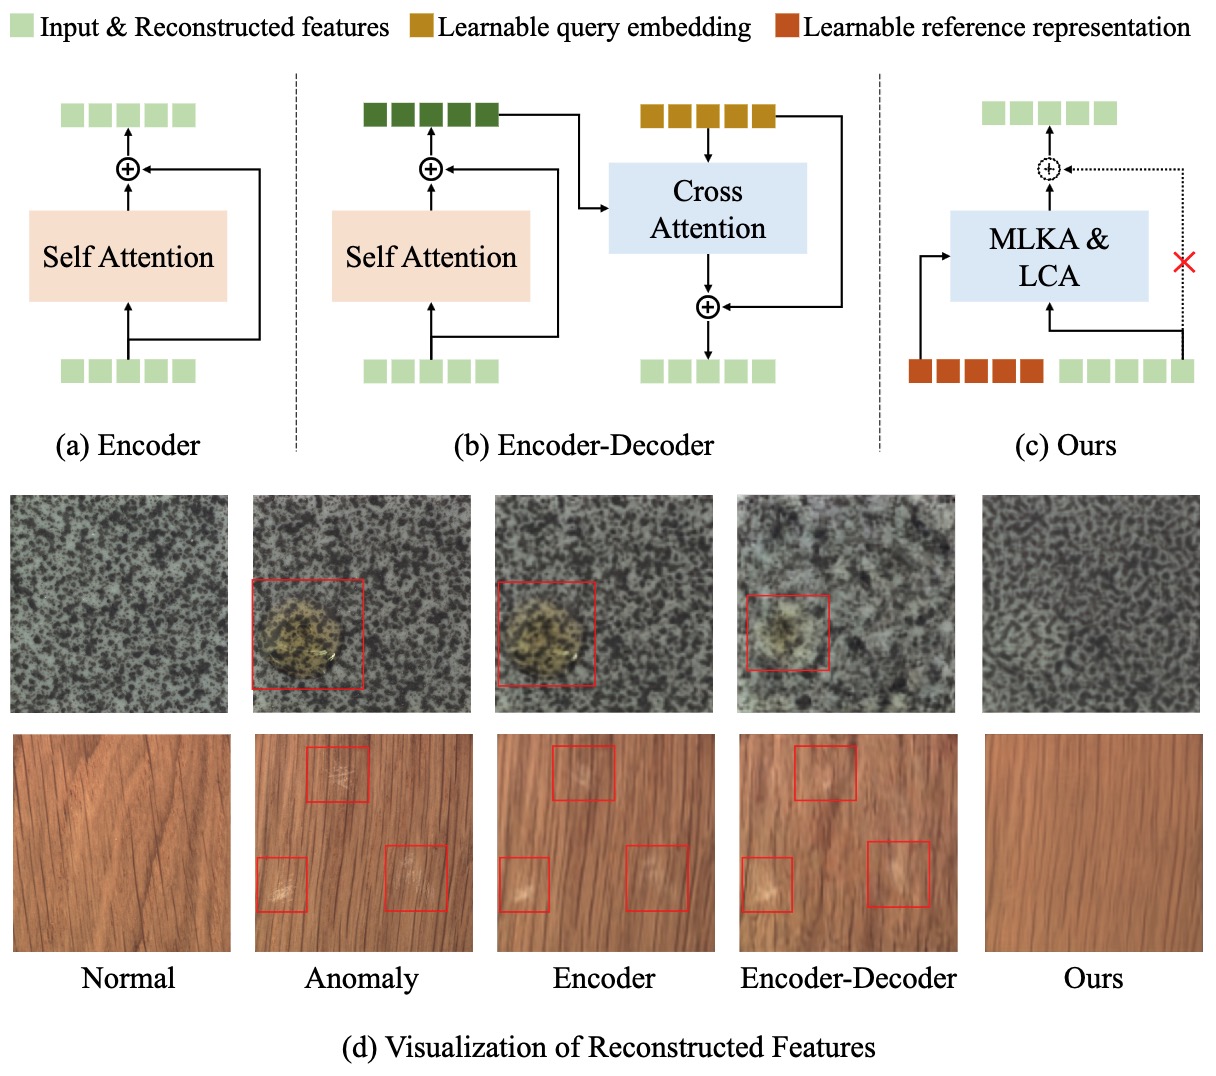 Input & Reconstructed features
Learnable query embedding
Learnable reference representation
Self Attention
Self Attention
Cross
Attention
MLKA &
LCA
(a) Encoder
(b) Encoder-Decoder
(c) Ours
Normal
Anomaly
Encoder
Encoder-Decoder
Ours
(d) Visualization of Reconstructed Features